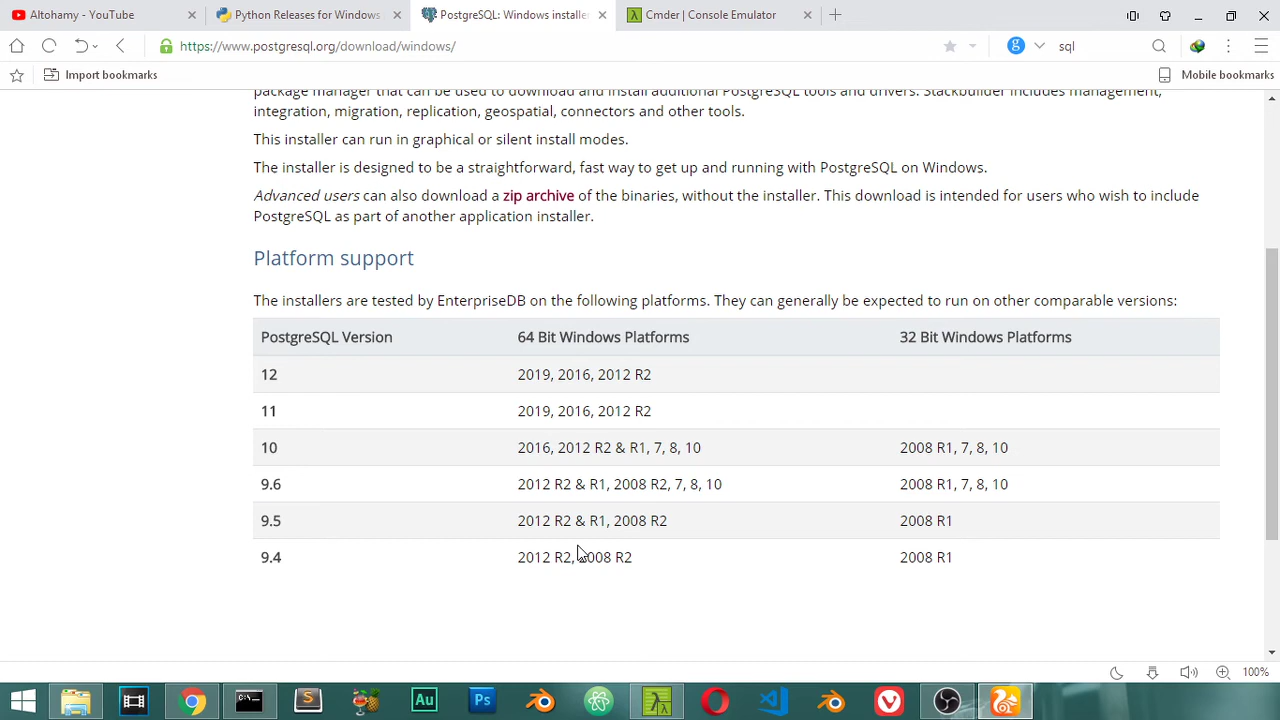 Altohamy - YouTube
Python Releases for Windows
PostgreSQL: Windows installe
Cmder | Console Emulator
https://www.postgresql.org/download/windows/
sql
Import bookmarks
Mobile bookmarks
package manager that can be used to download and install additional PostgreSQL tools and drivers. Stackbuilder includes management,
integration, migration, replication, geospatial, connectors and other tools.
This installer can run in graphical or silent install modes.
The installer is designed to be a straightforward, fast way to get up and running with PostgreSQL on Windows.
Advanced users can also download a zip archive of the binaries, without the installer. This download is intended for users who wish to include
PostgreSQL as part of another application installer.
Platform support
The installers are tested by EnterpriseDB on the following platforms. They can generally be expected to run on other comparable versions:
PostgreSQL Version 64 Bit Windows Platforms 32 Bit Windows Platforms
12 2019, 2016, 2012 R2
11 2019, 2016, 2012 R2
10 2016, 2012 R2 & R1, 7, 8, 10 2008 R1, 7, 8, 10
9.6 2012 R2 & R1, 2008 R2, 7, 8, 10 2008 R1, 7, 8, 10
9.5 2012 R2 & R1, 2008 R2 2008 R1
9.4 2012 R2, 2008 R2 2008 R1
100%
Au
Ps